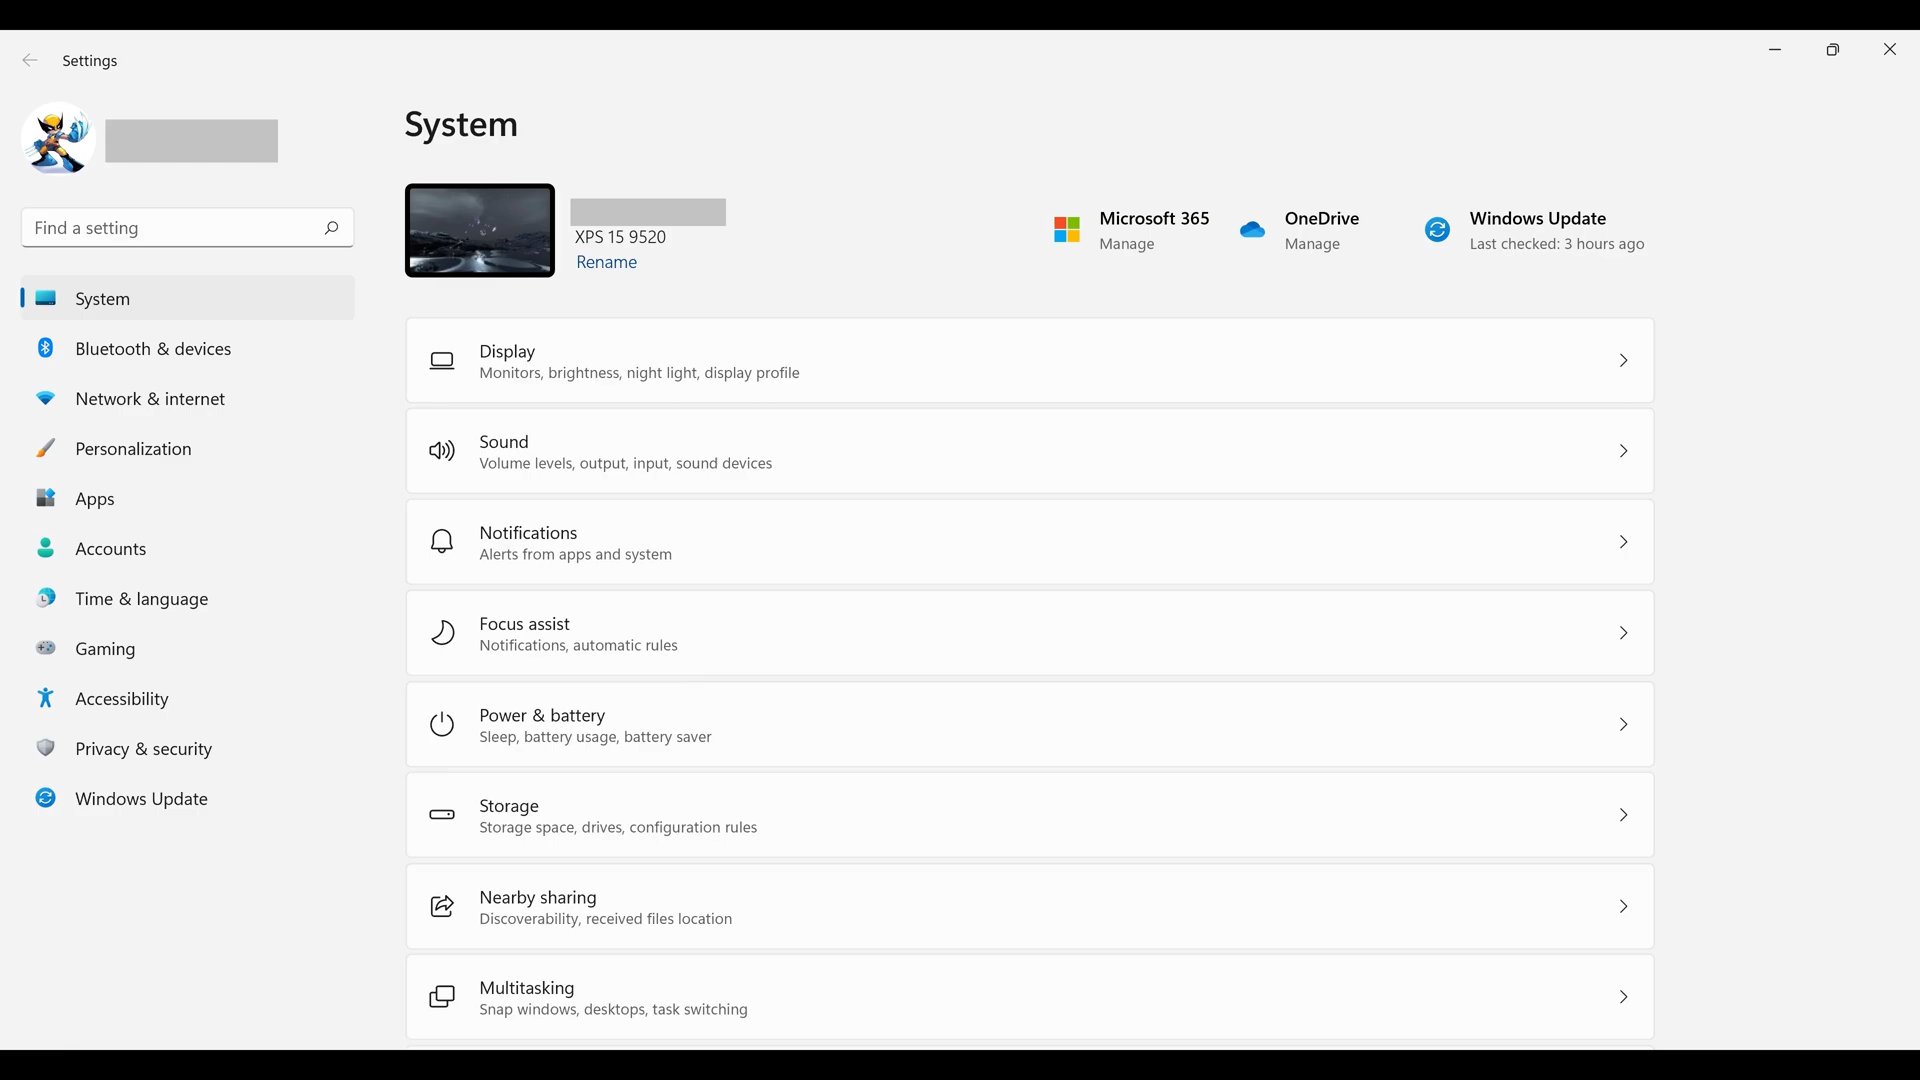 Settings
Find a setting
System
Bluetooth & devices
Network & internet
Personalization
Apps
Accounts
Time & language
Gaming
Accessibility
Privacy & security
Windows Update
System
XPS 15 9520
Rename
Microsoft 365
Manage
OneDrive
Manage
Windows Update
Last checked: 3 hours ago
Display
Monitors, brightness, night light, display profile
Sound
Volume levels, output, input, sound devices
Notifications
Alerts from apps and system
Focus assist
Notifications, automatic rules
Power & battery
Sleep, battery usage, battery saver
Storage
Storage space, drives, configuration rules
Nearby sharing
Discoverability, received files location
Multitasking
Snap windows, desktops, task switching